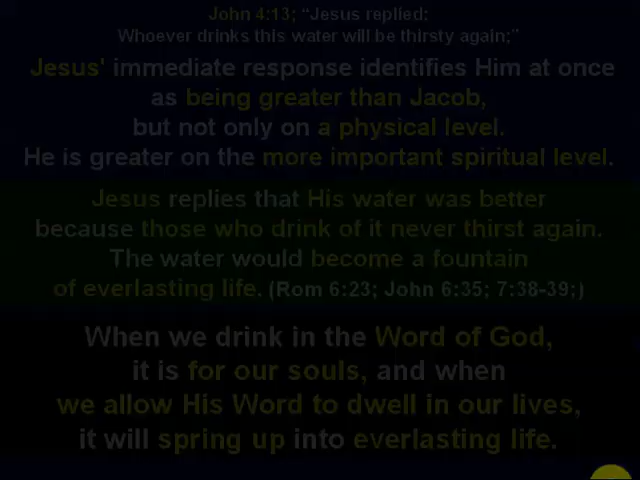 John 4:13; “Jesus replied:
Whoever drinks this water will be thirsty again;”
Jesus' immediate response identifies Him at once
as being greater than Jacob,
but not only on a physical level.
He is greater on the more important spiritual level.
Jesus replies that His water was better
because those who drink of it never thirst again.
The water would become a fountain
of everlasting life. (Rom 6:23; John 6:35; 7:38-39;)
When we drink in the Word of God,
it is for our souls, and when
we allow His Word to dwell in our lives,
it will spring up into everlasting life.